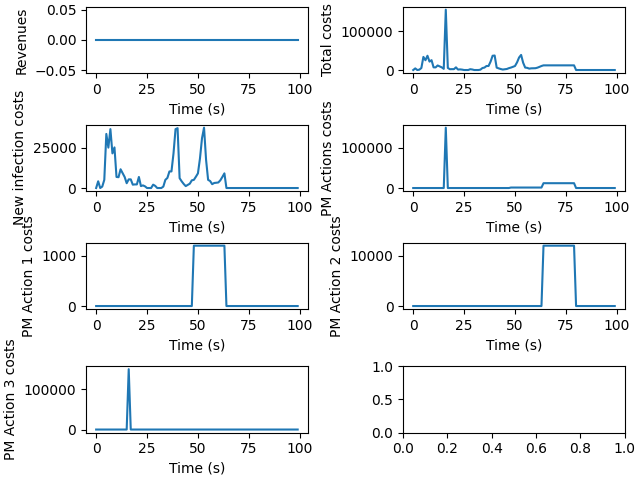 Revenues
0.05
0.00
−0.05
0 25 50 75 100
Time (s)
Total costs
100000
0
0 25 50 75 100
Time (s)
New infection costs
25000
0
0 25 50 75 100
Time (s)
PM Actions costs
100000
0
0 25 50 75 100
Time (s)
PM Action 1 costs
1000
0
0 25 50 75 100
Time (s)
PM Action 2 costs
10000
0
0 25 50 75 100
Time (s)
PM Action 3 costs
100000
0
0 25 50 75 100
Time (s)
1.0
0.5
0.0
0.0 0.2 0.4 0.6 0.8 1.0